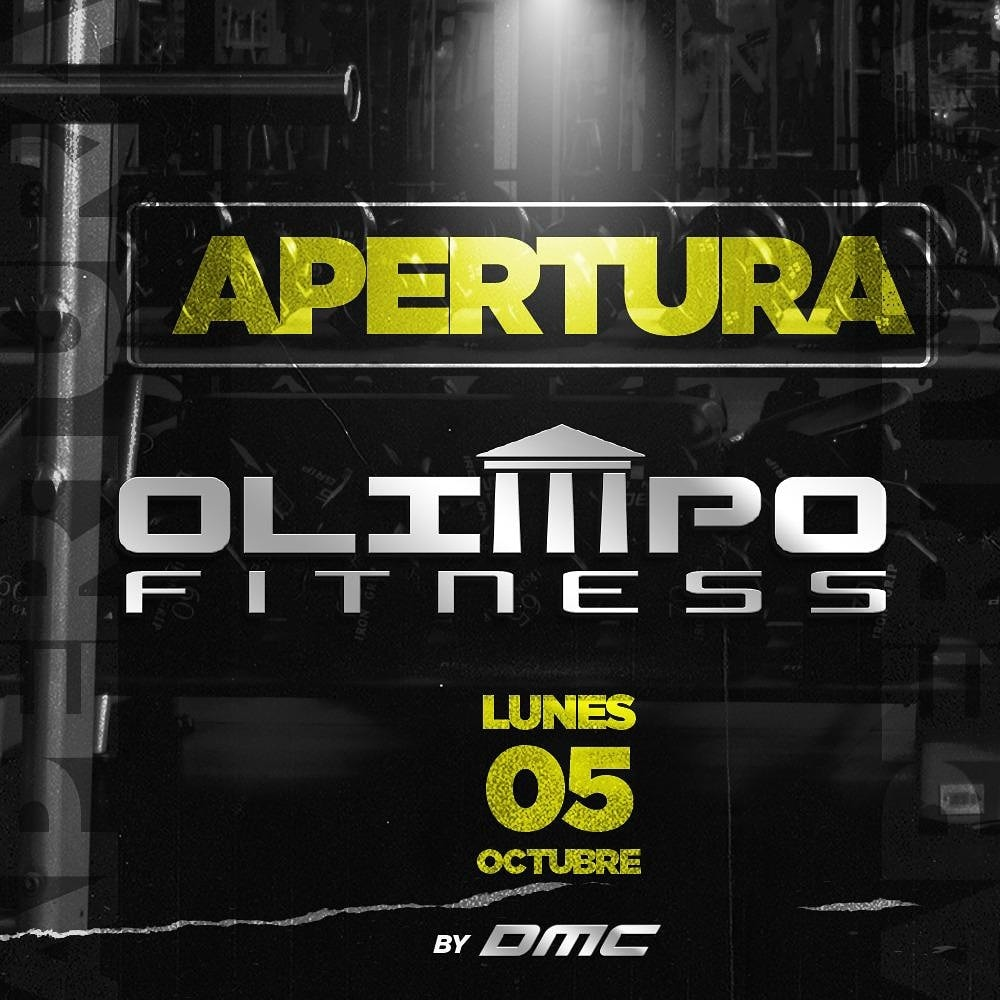 APERTURA
OLIMPO
FITNESS
LUNES
05
OCTUBRE
BY DMC